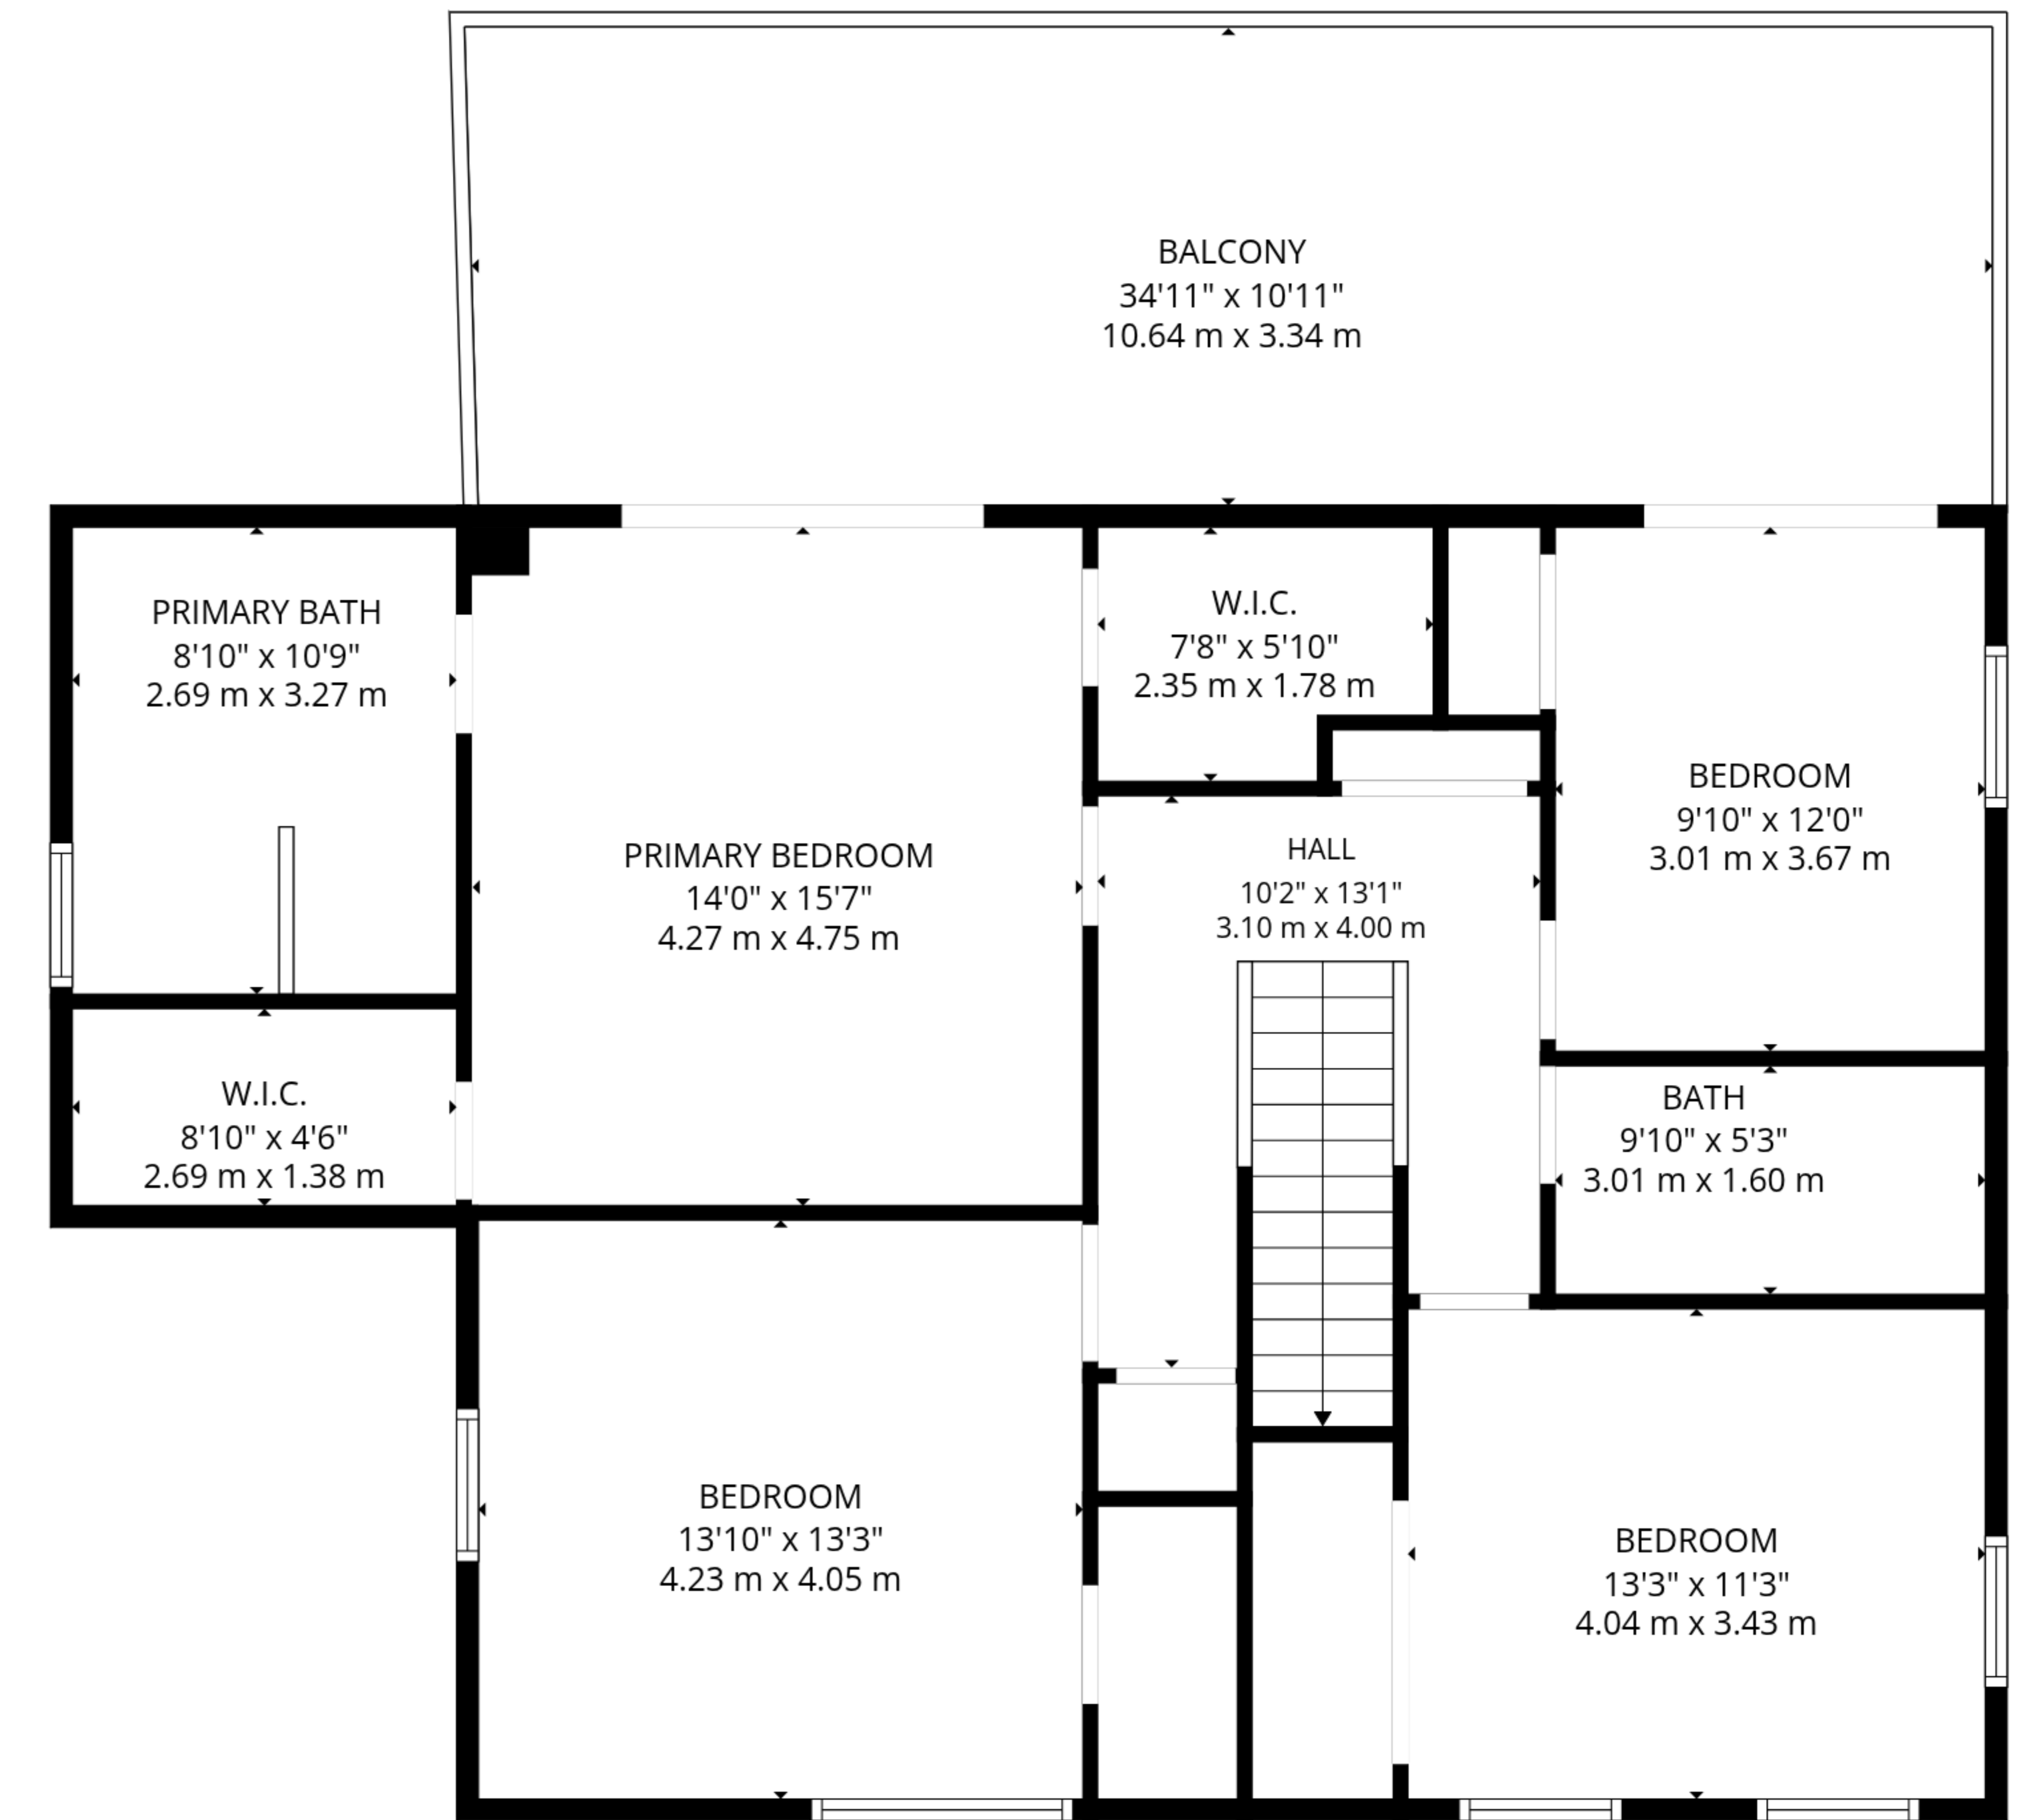 BALCONY
34'11" x 10'11"
10.64 m x 3.34 m
PRIMARY BATH
8'10" x 10'9"
2.69 m x 3.27 m
W.I.C.
7'8" x 5'10"
2.35 m x 1.78 m
BEDROOM
9'10" x 12'0"
3.01 m x 3.67 m
PRIMARY BEDROOM
14'0" x 15'7"
4.27 m x 4.75 m
HALL
10'2" x 13'1"
3.10 m x 4.00 m
W.I.C.
8'10" x 4'6"
2.69 m x 1.38 m
BATH
9'10" x 5'3"
3.01 m x 1.60 m
BEDROOM
13'10" x 13'3"
4.23 m x 4.05 m
BEDROOM
13'3" x 11'3"
4.04 m x 3.43 m